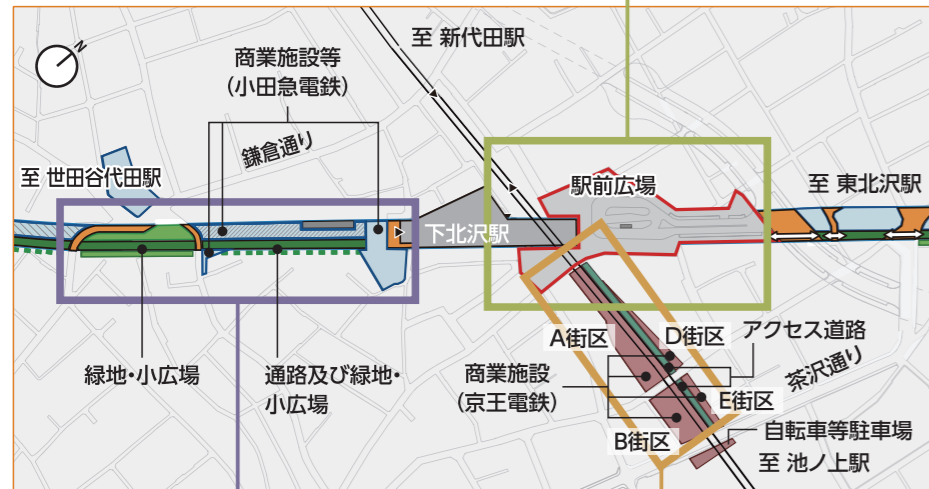 N
至 新代田駅
商業施設等
(小田急電鉄)
鎌倉通り
至 世田谷代田駅
駅前広場
至 東北沢駅
下北沢駅
A街区
D街区
アクセス道路
茶沢通り
緑地・小広場
通路及び緑地・
小広場
商業施設
(京王電鉄)
E街区
B街区
自転車等駐車場
至 池ノ上駅